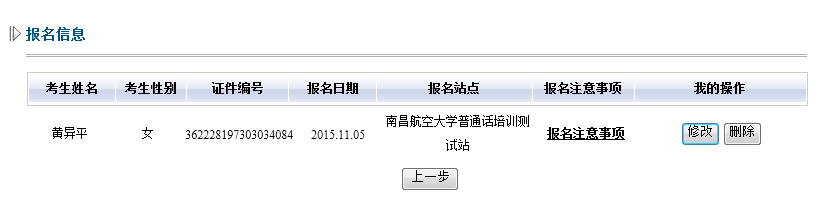 报名信息
考生姓名 考生性别 证件编号 报名日期 报名站点 报名注意事项 我的操作
黄异平 女 362228197303034084 2015.11.05 南昌航空大学普通话培训测 报名注意事项 修改 删除
试站
上一步